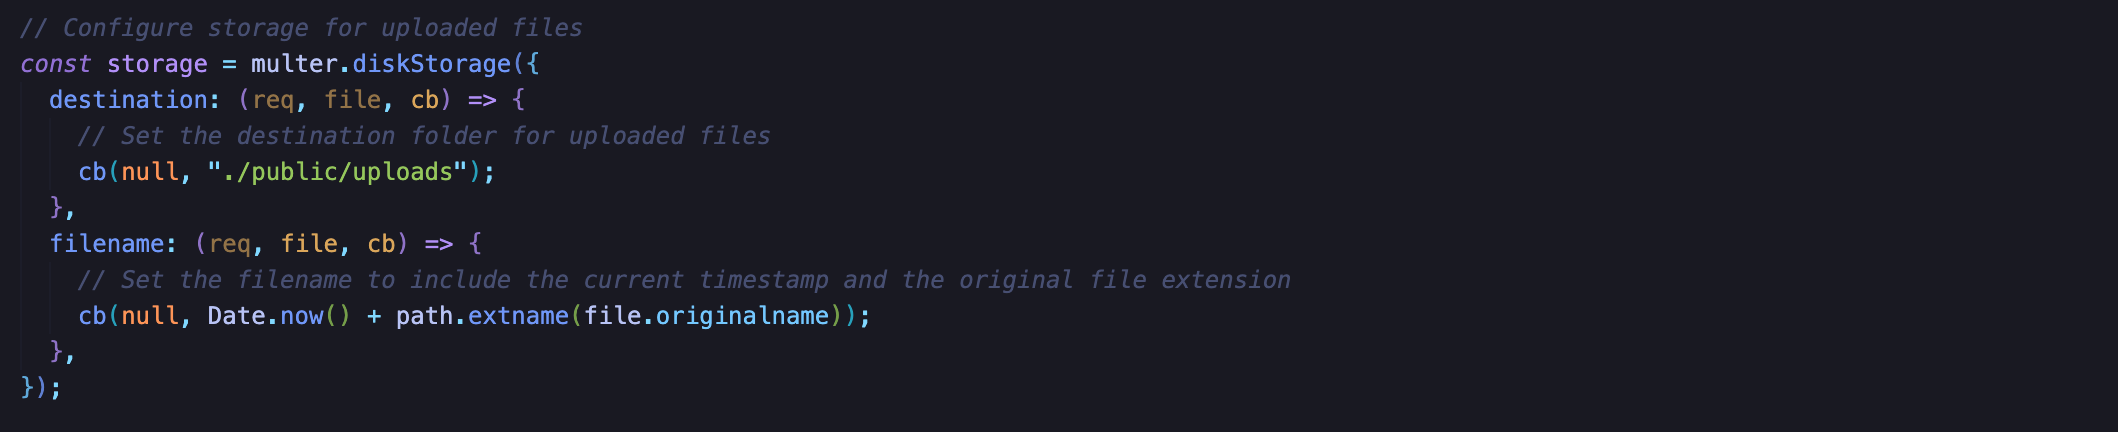 // Configure storage for uploaded files
const storage = multer.diskStorage({
  destination: (req, file, cb) => {
    // Set the destination folder for uploaded files
    cb(null, "./public/uploads");
  },
  filename: (req, file, cb) => {
    // Set the filename to include the current timestamp and the original file extension
    cb(null, Date.now() + path.extname(file.originalname));
  },
});